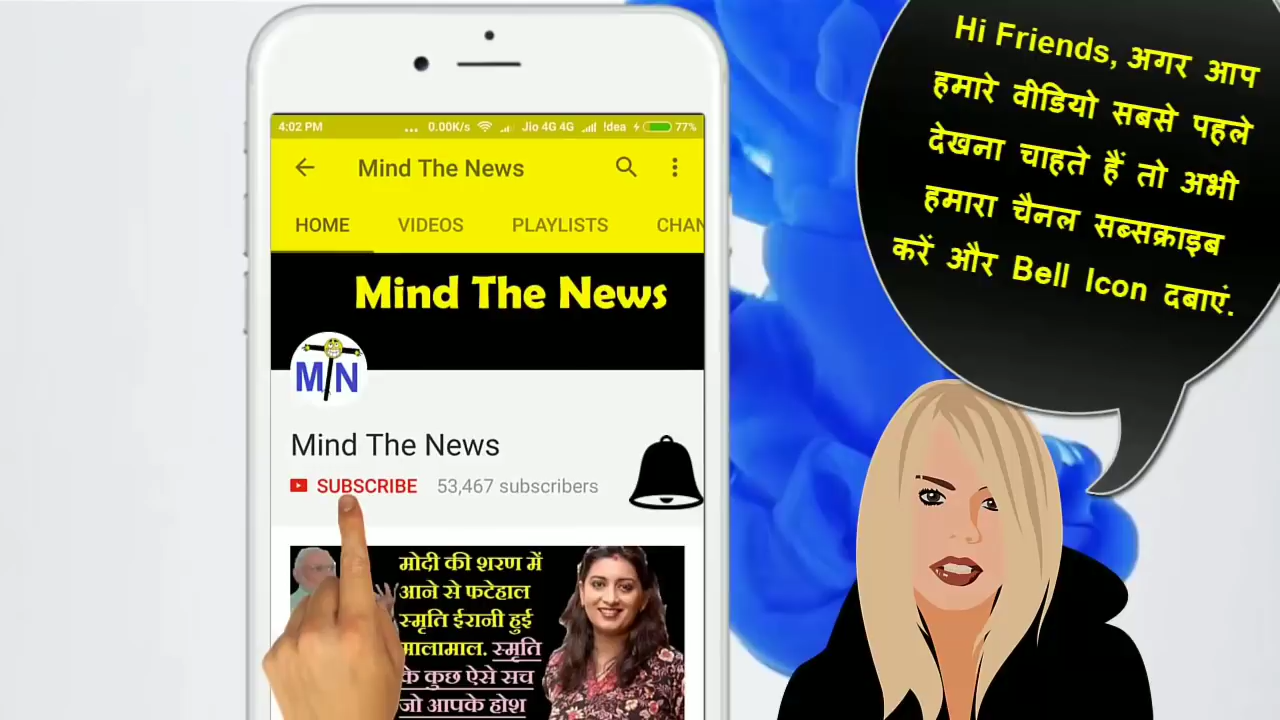 4:02 PM ... 0.00K/s Jio 4G 4G !dea 77%
Mind The News
HOME VIDEOS PLAYLISTS CHAN
Mind The News
MTN
Mind The News
SUBSCRIBE 53,467 subscribers
मोदी की शरण में
आने से फटेहाल
स्मृति ईरानी हुई
मालामाल. स्मृति
के कुछ ऐसे सच
जो आपके होश
Hi Friends, अगर आप
हमारे वीडियो सबसे पहले
देखना चाहते हैं तो अभी
हमारा चैनल सब्सक्राइब
करें और Bell Icon दबाएं.